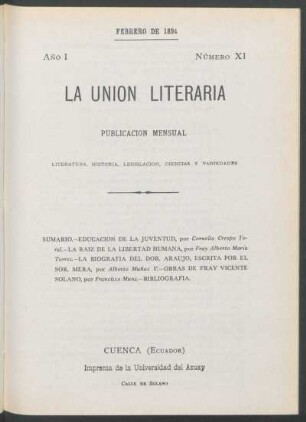 FEBRERO DE 1894
AÑO I NÚMERO XI
LA UNION LITERARIA
PUBLICACION MENSUAL
LITERATURA, HISTORIA, LEGISLACION, CIENCIAS Y VARIEDADES
SUMARIO.—EDUCACION DE LA JUVENTUD, por Cornelio Crespo To-
ral.—LA RAIZ DE LA LIBERTAD HUMANA, por Fray Alberto María
Torres.—LA BIOGRAFIA DEL DOR. ARAUJO, ESCRITA POR EL
DOR. MERA, por Alberto Muñoz V.—OBRAS DE FRAY VICENTE
SOLANO, por Francisco Mora.—BIBLIOGRAFIA.
CUENCA (ECUADOR)
Imprenta de la Universidad del Azuay
CALLE DE SOLANO